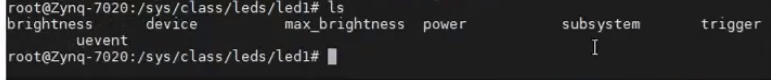 root@Zynq-7020:/sys/class/leds/led1# ls
brightness device max_brightness power subsystem trigger
uevent
root@Zynq-7020:/sys/class/leds/led1#